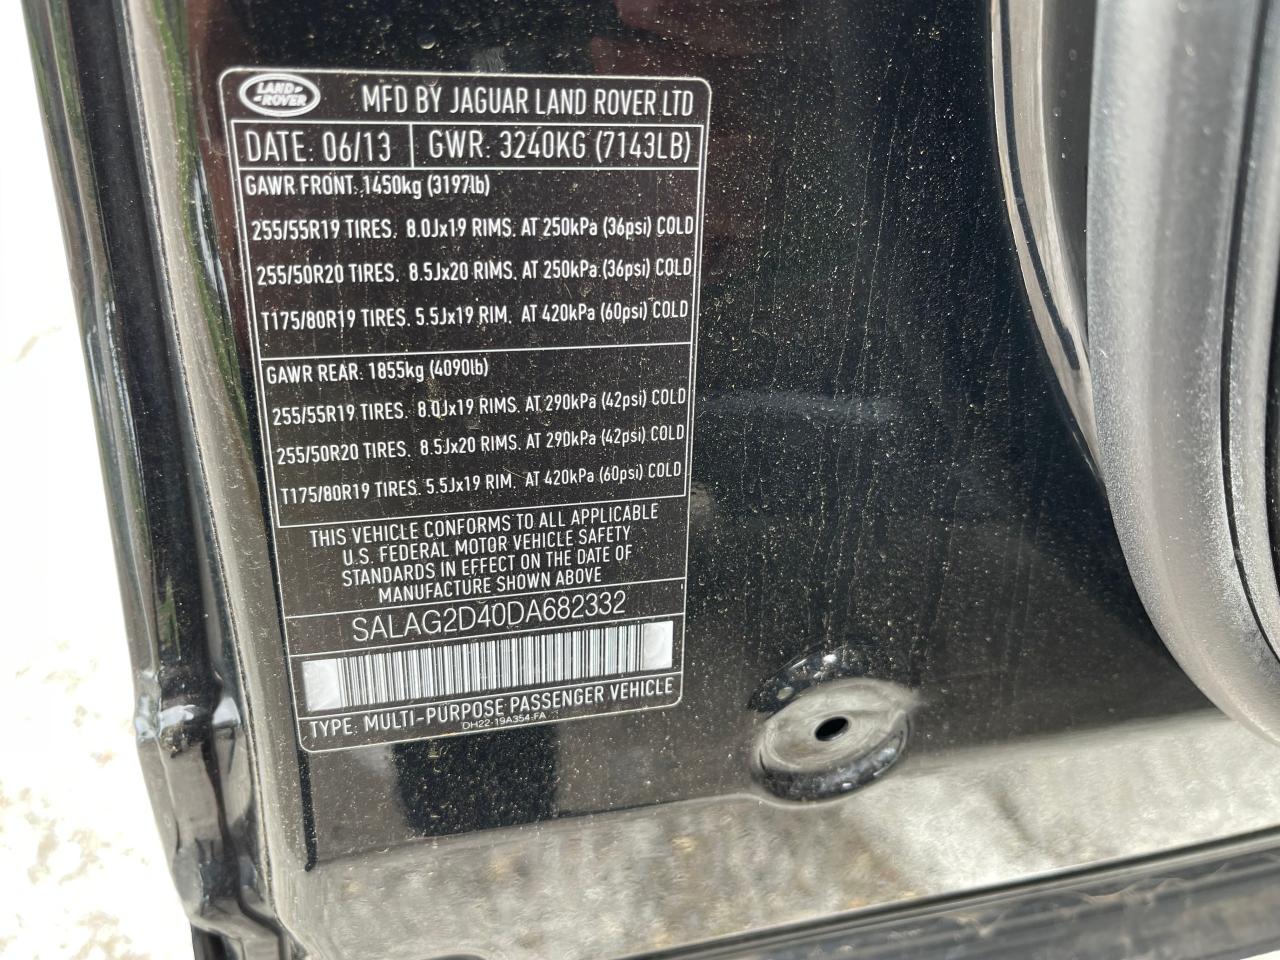 LAND-
-ROVER
MFD BY JAGUAR LAND ROVER LTD
DATE: 06/13 GWR: 3240KG (7143LB)
GAWR FRONT: 1450kg (3197lb)
255/55R19 TIRES. 8.0Jx19 RIMS. AT 250kPa (36psi) COLD
255/50R20 TIRES. 8.5Jx20 RIMS. AT 250kPa (36psi) COLD
T175/80R19 TIRES. 5.5Jx19 RIM. AT 420kPa (60psi) COLD
GAWR REAR: 1855kg (4090lb)
255/55R19 TIRES. 8.0Jx19 RIMS. AT 290kPa (42psi) COLD
255/50R20 TIRES. 8.5Jx20 RIMS. AT 290kPa (42psi) COLD
T175/80R19 TIRES. 5.5Jx19 RIM. AT 420kPa (60psi) COLD
THIS VEHICLE CONFORMS TO ALL APPLICABLE
U.S. FEDERAL MOTOR VEHICLE SAFETY
STANDARDS IN EFFECT ON THE DATE OF
MANUFACTURE SHOWN ABOVE
SALAG2D40DA682332
TYPE: MULTI-PURPOSE PASSENGER VEHICLE
DH22-19A354-FA